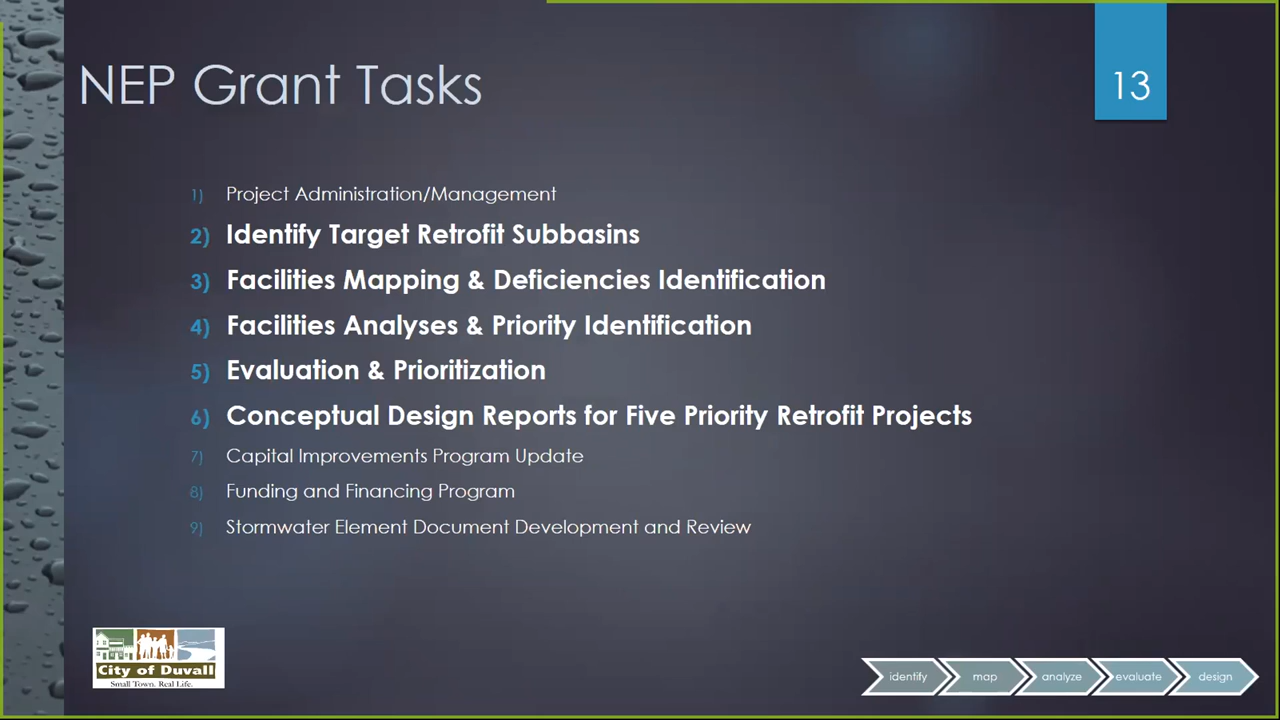 NEP Grant Tasks
13
1) Project Administration/Management
2) Identify Target Retrofit Subbasins
3) Facilities Mapping & Deficiencies Identification
4) Facilities Analyses & Priority Identification
5) Evaluation & Prioritization
6) Conceptual Design Reports for Five Priority Retrofit Projects
7) Capital Improvements Program Update
8) Funding and Financing Program
9) Stormwater Element Document Development and Review
City of Duvall
Small Town. Real Life.
identify map analyze evaluate design